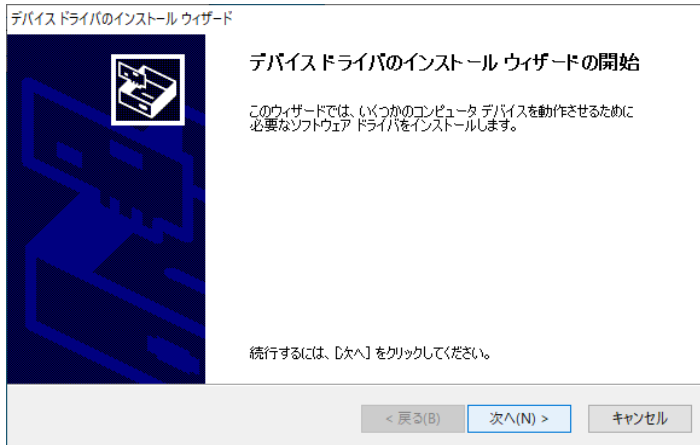 デバイス ドライバのインストール ウィザード
デバイス ドライバのインストール ウィザードの開始
このウィザードでは、いくつかのコンピュータ デバイスを動作させるために
必要なソフトウェア ドライバをインストールします。
続行するには、[次へ] をクリックしてください。
< 戻る(B)
次へ(N) >
キャンセル